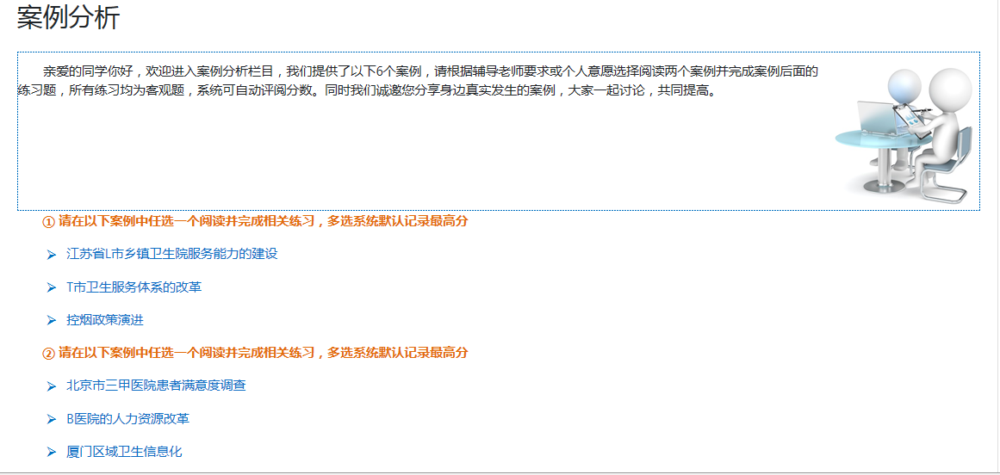 案例分析
亲爱的同学你好，欢迎进入案例分析栏目，我们提供了以下6个案例，请根据辅导老师要求或个人意愿选择阅读两个案例并完成案例后面的
练习题，所有练习均为客观题，系统可自动评阅分数。同时我们诚邀您分享身边真实发生的案例，大家一起讨论，共同提高。
① 请在以下案例中任选一个阅读并完成相关练习，多选系统默认记录最高分
➢ 江苏省L市乡镇卫生院服务能力的建设
➢ T市卫生服务体系的改革
➢ 控烟政策演进
② 请在以下案例中任选一个阅读并完成相关练习，多选系统默认记录最高分
➢ 北京市三甲医院患者满意度调查
➢ B医院的人力资源改革
➢ 厦门区域卫生信息化